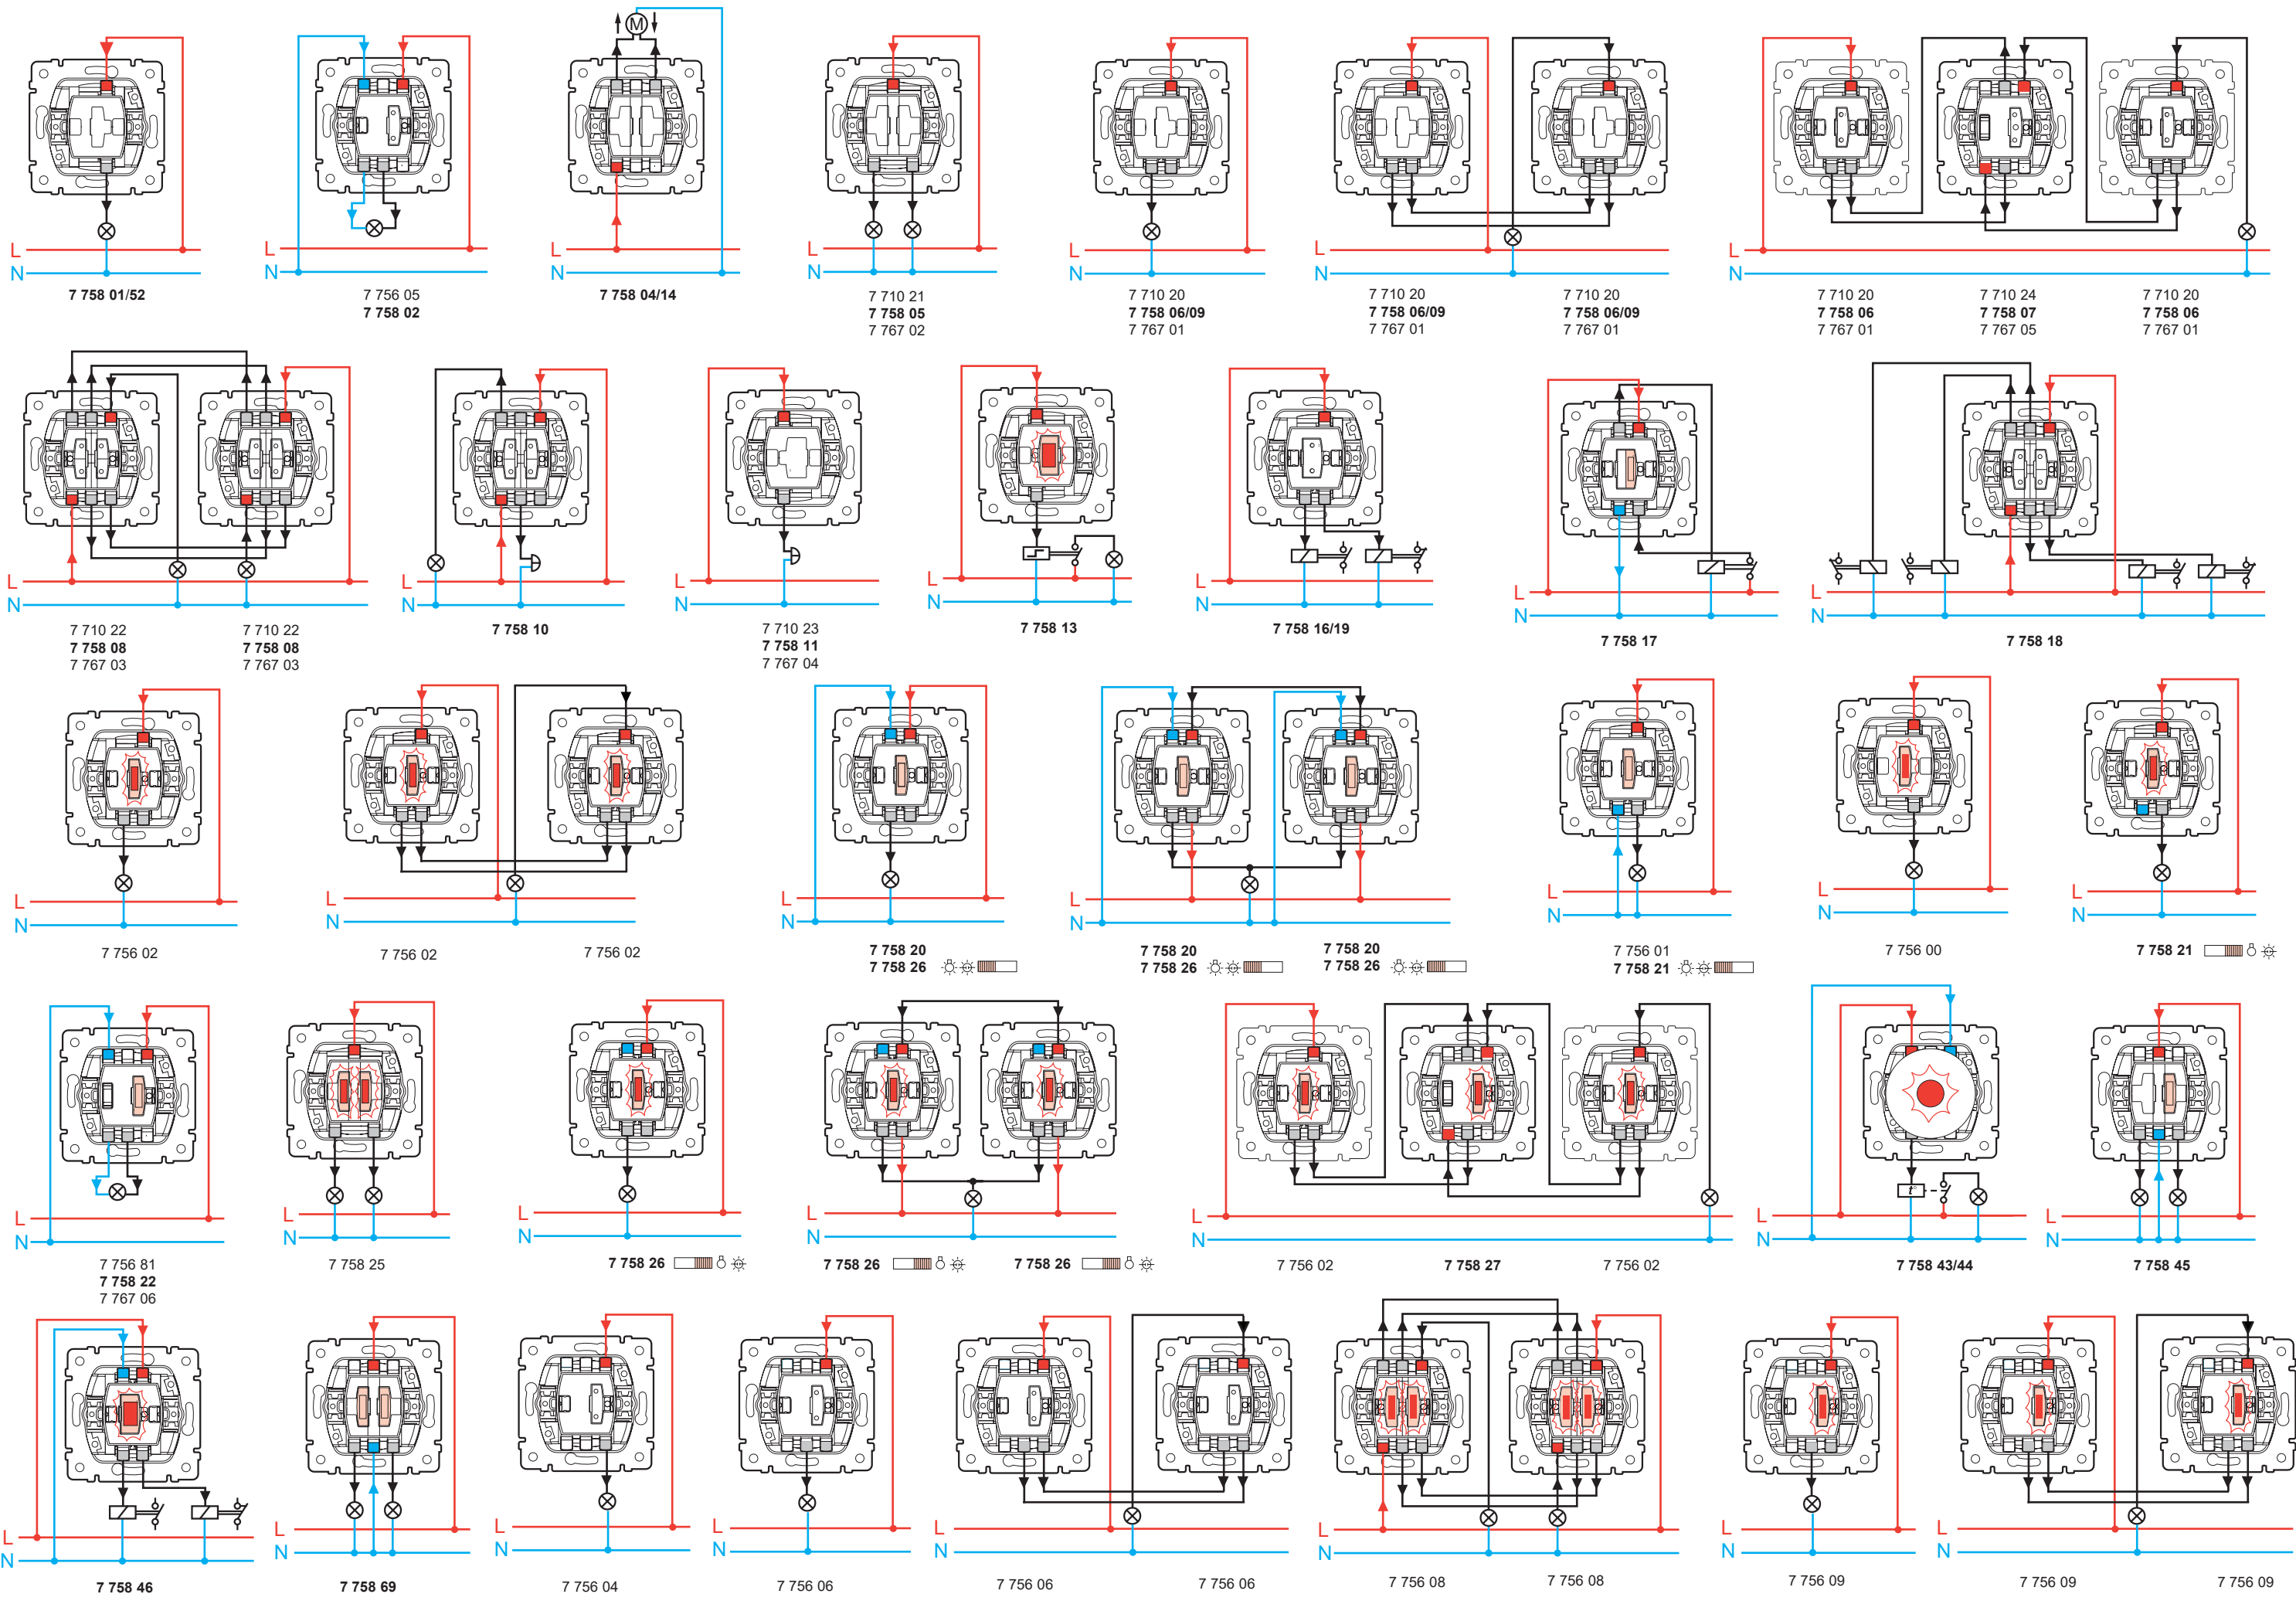 M
L
N
L
N
L
N
L
N
L
N
L
N
L
N
7 758 01/52
7 756 05
7 758 02
7 758 04/14
7 710 21
7 758 05
7 767 02
7 710 20
7 758 06/09
7 767 01
7 710 20
7 758 06/09
7 767 01
7 710 20
7 758 06/09
7 767 01
7 710 20
7 758 06
7 767 01
7 710 24
7 758 07
7 767 05
7 710 20
7 758 06
7 767 01
L
N
L
N
L
N
L
N
L
N
L
N
L
N
7 710 22
7 758 08
7 767 03
7 710 22
7 758 08
7 767 03
7 758 10
7 710 23
7 758 11
7 767 04
7 758 13
7 758 16/19
7 758 17
7 758 18
L
N
L
N
L
N
L
N
L
N
L
N
L
N
7 756 02
7 756 02
7 756 02
7 758 20
7 758 26
7 758 20
7 758 26
7 758 20
7 758 26
7 756 01
7 758 21
7 756 00
7 758 21
t°
L
N
L
N
L
N
L
N
L
N
L
N
L
N
7 756 81
7 758 22
7 767 06
7 758 25
7 758 26
7 758 26
7 758 26
7 756 02
7 758 27
7 756 02
7 758 43/44
7 758 45
L
N
L
N
L
N
L
N
L
N
L
N
L
N
L
N
7 758 46
7 758 69
7 756 04
7 756 06
7 756 06
7 756 06
7 756 08
7 756 08
7 756 09
7 756 09
7 756 09